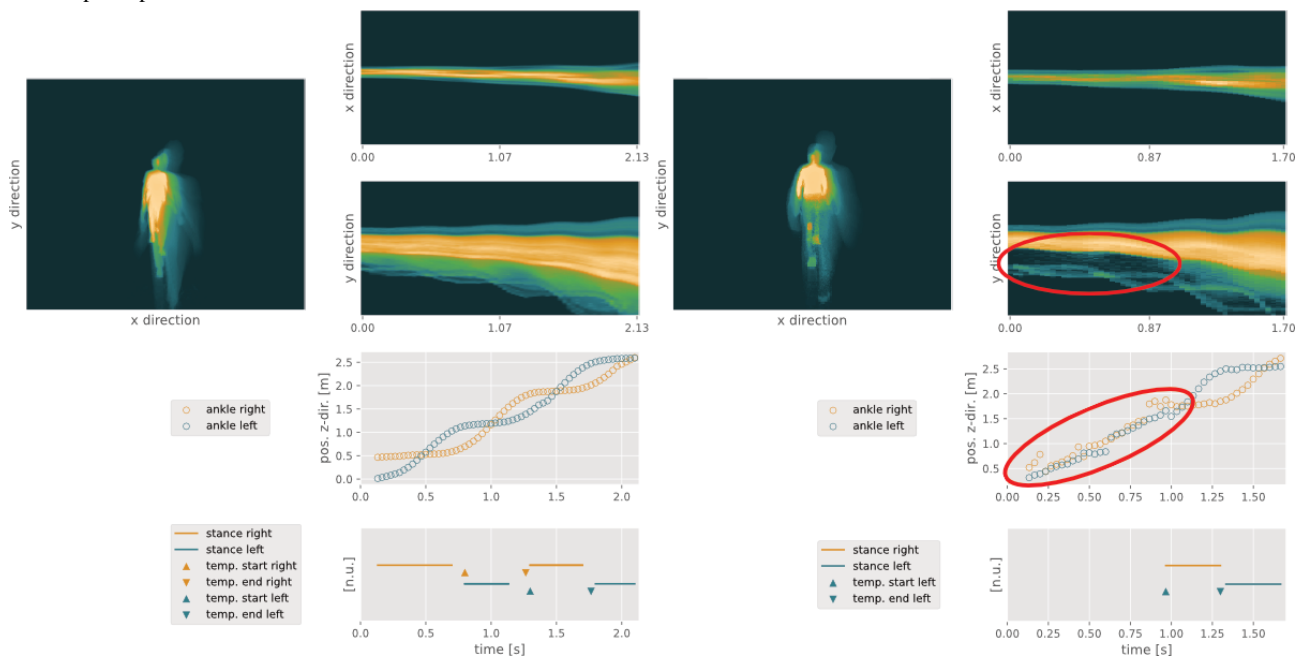 x direction
0.00 1.07 2.13
y direction
x direction
y direction
0.00 1.07 2.13
x direction
0.00 0.87 1.70
y direction
x direction
y direction
0.00 0.87 1.70
ankle right
ankle left
pos. z-dir. [m]
2.5
2.0
1.5
1.0
0.5
0.0
0.0 0.5 1.0 1.5 2.0
stance right
stance left
temp. start right
temp. end right
temp. start left
temp. end left
[n.u.]
0.0 0.5 1.0 1.5 2.0
time [s]
ankle right
ankle left
pos. z-dir. [m]
2.5
2.0
1.5
1.0
0.5
0.00 0.25 0.50 0.75 1.00 1.25 1.50
stance right
stance left
temp. start left
temp. end left
[n.u.]
0.00 0.25 0.50 0.75 1.00 1.25 1.50
time [s]